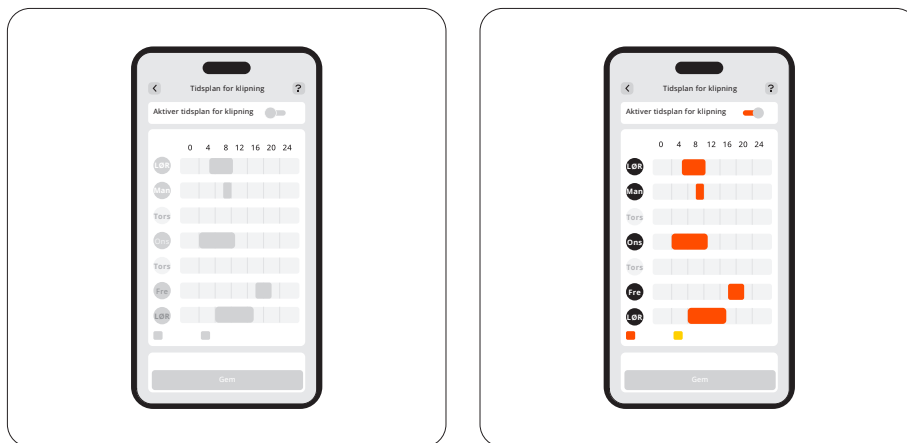 Tidsplan for klipning ?
Aktiver tidsplan for klipning
0 4 8 12 16 20 24
LØR
Man
Tors
Ons
Tors
Fre
LØR
Gem
Tidsplan for klipning ?
Aktiver tidsplan for klipning
0 4 8 12 16 20 24
LØR
Man
Tors
Ons
Tors
Fre
LØR
Gem